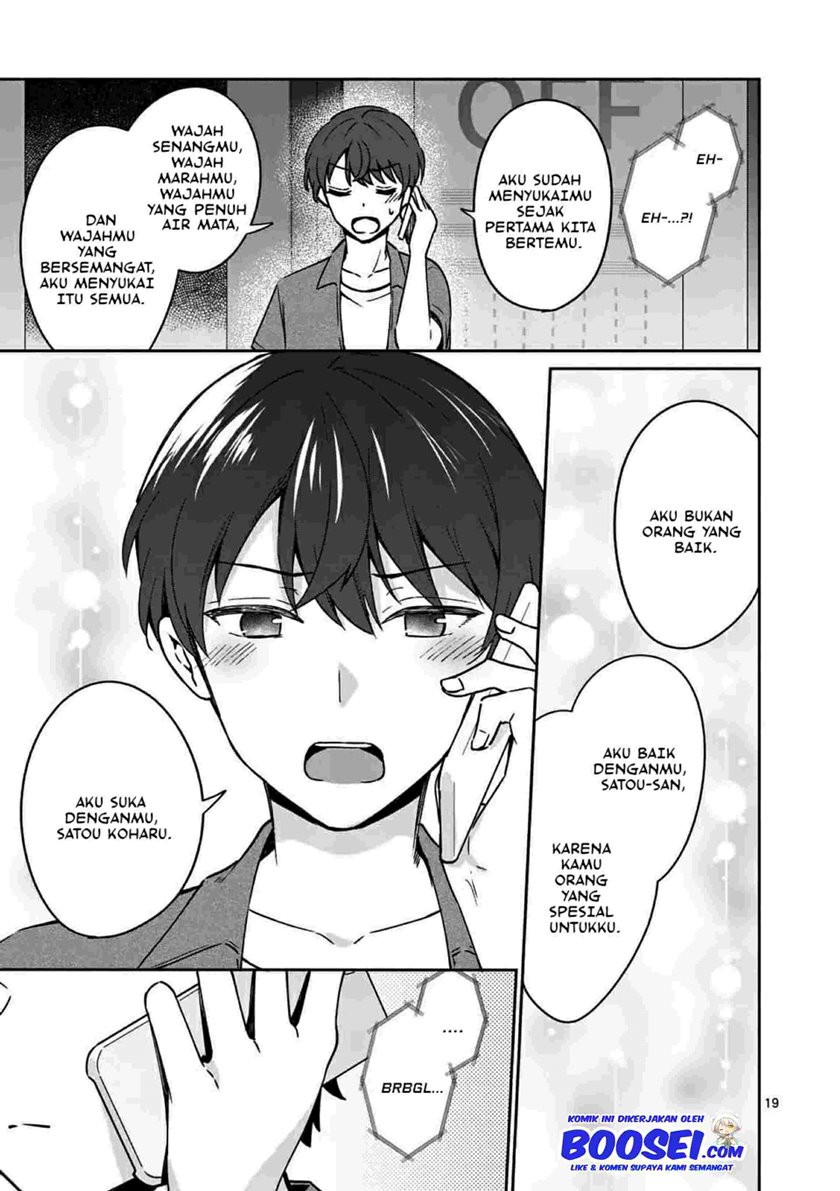 OFF
EH-
EH-...?!
AKU SUDAH
MENYUKAIMU
SEJAK
PERTAMA KITA
BERTEMU.
WAJAH
SENANGMU,
WAJAH
MARAHMU,
WAJAHMU
YANG PENUH
AIR MATA,
DAN
WAJAHMU
YANG
BERSEMANGAT,
AKU MENYUKAI
ITU SEMUA.
AKU BUKAN
ORANG YANG
BAIK.
AKU BAIK
DENGANMU,
SATOU-SAN,
KARENA
KAMU
ORANG
YANG
SPESIAL
UNTUKKU.
AKU SUKA
DENGANMU,
SATOU KOHARU.
....
BRBGL...
19
KOMIK INI DIKERJAKAN OLEH
BOOSEI.COM
LIKE & KOMEN SUPAYA KAMI SEMANGAT